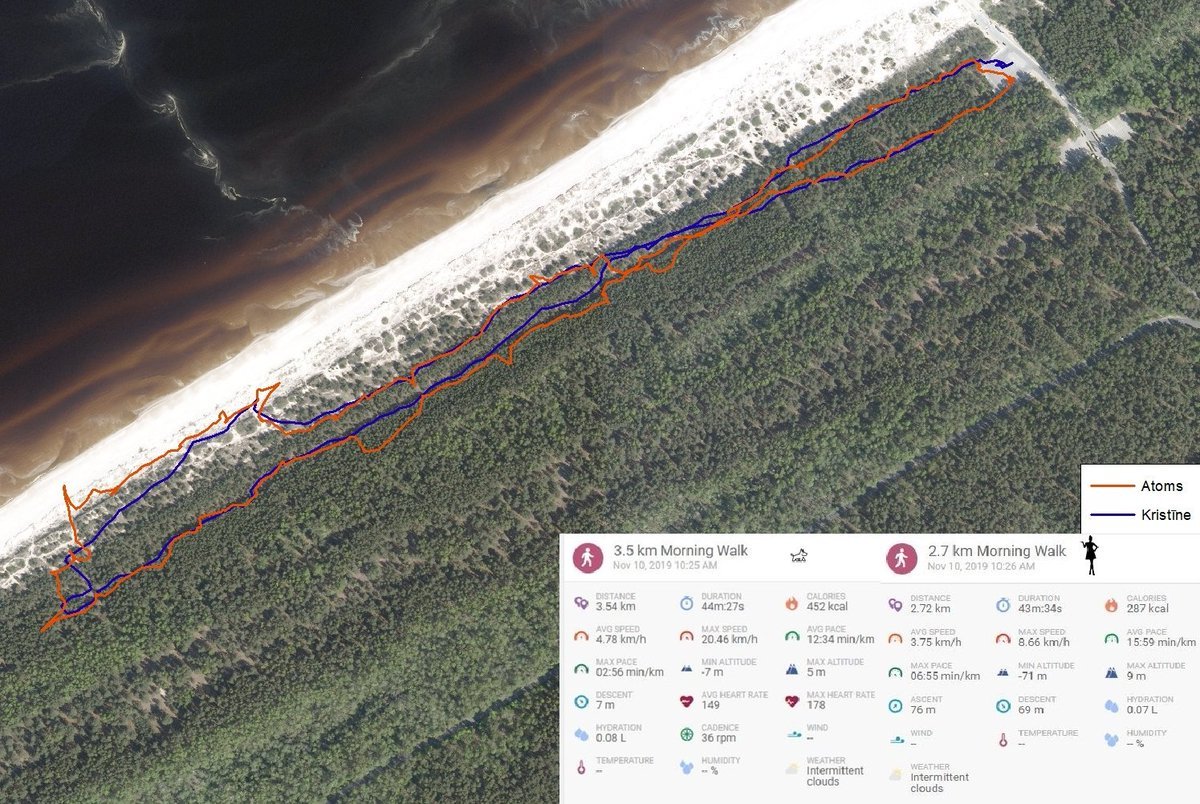 Atoms
Kristīne
3.5 km Morning Walk
Nov 10, 2019 10:25 AM
DISTANCE
3.54 km
DURATION
44m:27s
CALORIES
452 kcal
AVG SPEED
4.78 km/h
MAX SPEED
20.46 km/h
AVG PACE
12:34 min/km
MAX PACE
02:56 min/km
MIN ALTITUDE
-7 m
MAX ALTITUDE
5 m
DESCENT
7 m
AVG HEART RATE
149
MAX HEART RATE
178
HYDRATION
0.08 L
CADENCE
36 rpm
WIND
--
TEMPERATURE
--
HUMIDITY
-- %
WEATHER
Intermittent
clouds
2.7 km Morning Walk
Nov 10, 2019 10:26 AM
DISTANCE
2.72 km
DURATION
43m:34s
CALORIES
287 kcal
AVG SPEED
3.75 km/h
MAX SPEED
8.66 km/h
AVG PACE
15:59 min/km
MAX PACE
06:55 min/km
MIN ALTITUDE
-71 m
MAX ALTITUDE
9 m
ASCENT
76 m
DESCENT
69 m
HYDRATION
0.07 L
WIND
--
TEMPERATURE
--
HUMIDITY
-- %
WEATHER
Intermittent
clouds